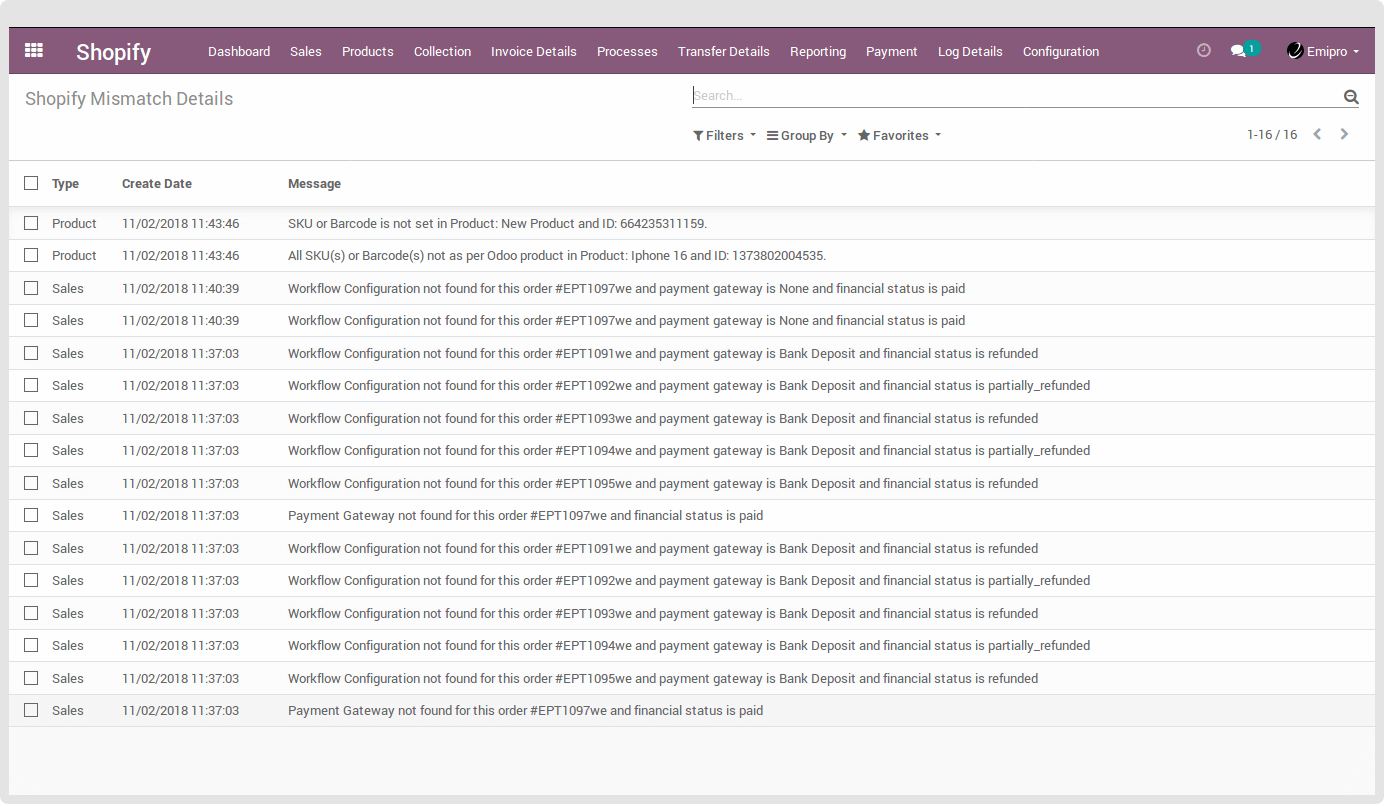 Shopify Dashboard Sales Products Collection Invoice Details Processes Transfer Details Reporting Payment Log Details Configuration 1 Emipro
Shopify Mismatch Details Search...
Filters Group By Favorites 1-16 / 16
Type Create Date Message
Product 11/02/2018 11:43:46 SKU or Barcode is not set in Product: New Product and ID: 664235311159.
Product 11/02/2018 11:43:46 All SKU(s) or Barcode(s) not as per Odoo product in Product: Iphone 16 and ID: 1373802004535.
Sales 11/02/2018 11:40:39 Workflow Configuration not found for this order #EPT1097we and payment gateway is None and financial status is paid
Sales 11/02/2018 11:40:39 Workflow Configuration not found for this order #EPT1097we and payment gateway is None and financial status is paid
Sales 11/02/2018 11:37:03 Workflow Configuration not found for this order #EPT1091we and payment gateway is Bank Deposit and financial status is refunded
Sales 11/02/2018 11:37:03 Workflow Configuration not found for this order #EPT1092we and payment gateway is Bank Deposit and financial status is partially_refunded
Sales 11/02/2018 11:37:03 Workflow Configuration not found for this order #EPT1093we and payment gateway is Bank Deposit and financial status is refunded
Sales 11/02/2018 11:37:03 Workflow Configuration not found for this order #EPT1094we and payment gateway is Bank Deposit and financial status is partially_refunded
Sales 11/02/2018 11:37:03 Workflow Configuration not found for this order #EPT1095we and payment gateway is Bank Deposit and financial status is refunded
Sales 11/02/2018 11:37:03 Payment Gateway not found for this order #EPT1097we and financial status is paid
Sales 11/02/2018 11:37:03 Workflow Configuration not found for this order #EPT1091we and payment gateway is Bank Deposit and financial status is refunded
Sales 11/02/2018 11:37:03 Workflow Configuration not found for this order #EPT1092we and payment gateway is Bank Deposit and financial status is partially_refunded
Sales 11/02/2018 11:37:03 Workflow Configuration not found for this order #EPT1093we and payment gateway is Bank Deposit and financial status is refunded
Sales 11/02/2018 11:37:03 Workflow Configuration not found for this order #EPT1094we and payment gateway is Bank Deposit and financial status is partially_refunded
Sales 11/02/2018 11:37:03 Workflow Configuration not found for this order #EPT1095we and payment gateway is Bank Deposit and financial status is refunded
Sales 11/02/2018 11:37:03 Payment Gateway not found for this order #EPT1097we and financial status is paid